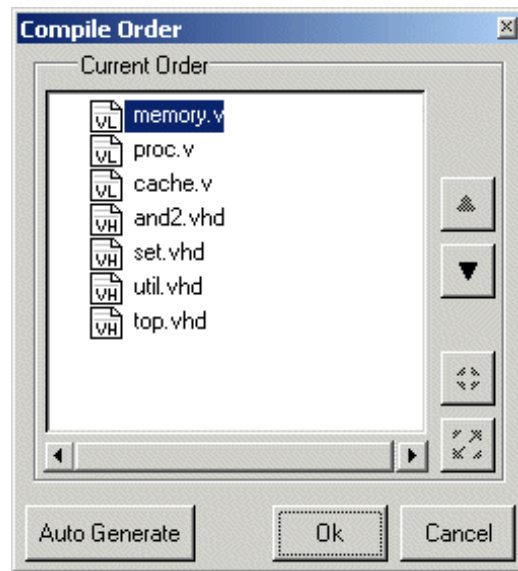 Compile Order
Current Order
VL memory.v
VL proc.v
VL cache.v
VH and2.vhd
VH set.vhd
VH util.vhd
VH top.vhd
Auto Generate Ok Cancel